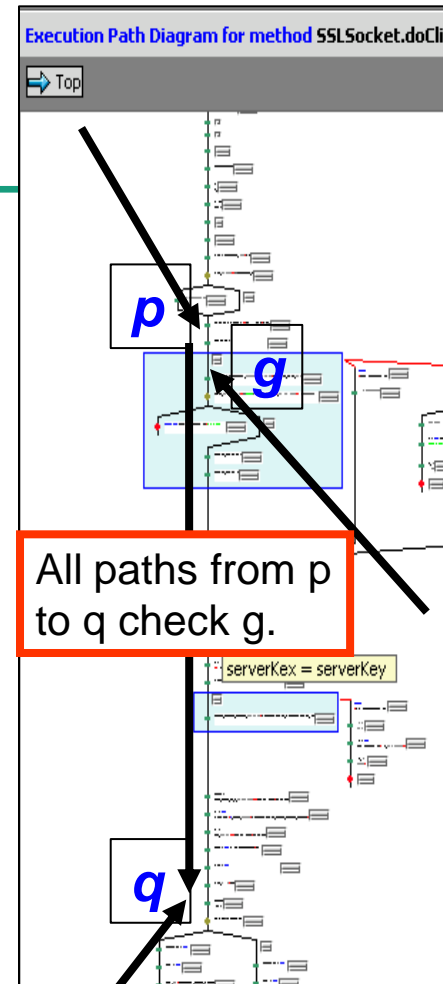 Execution Path Diagram for method SSLSocket.doCli
Top
p
g
All paths from p
to q check g.
serverKex = serverKey
q